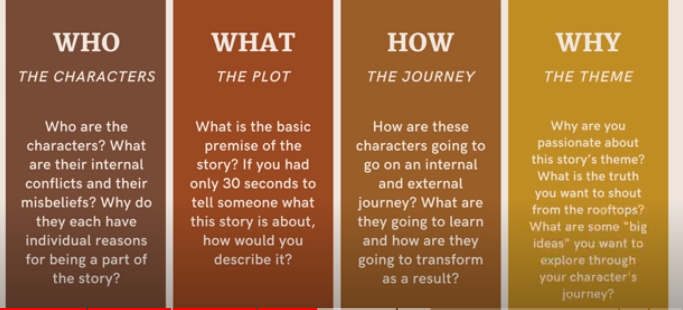 WHO
THE CHARACTERS
Who are the
characters? What
are their internal
conflicts and their
misbeliefs? Why do
they each have
individual reasons
for being a part of
the story?
WHAT
THE PLOT
What is the basic
premise of the
story? If you had
only 30 seconds to
tell someone what
this story is about,
how would you
describe it?
HOW
THE JOURNEY
How are these
characters going to
go on an internal
and external
journey? What are
they going to learn
and how are they
going to transform
as a result?
WHY
THE THEME
Why are you
passionate about
this story's theme?
What is the truth
you want to shout
from the rooftops?
What are some "big
ideas" you want to
explore through
your character's
journey?